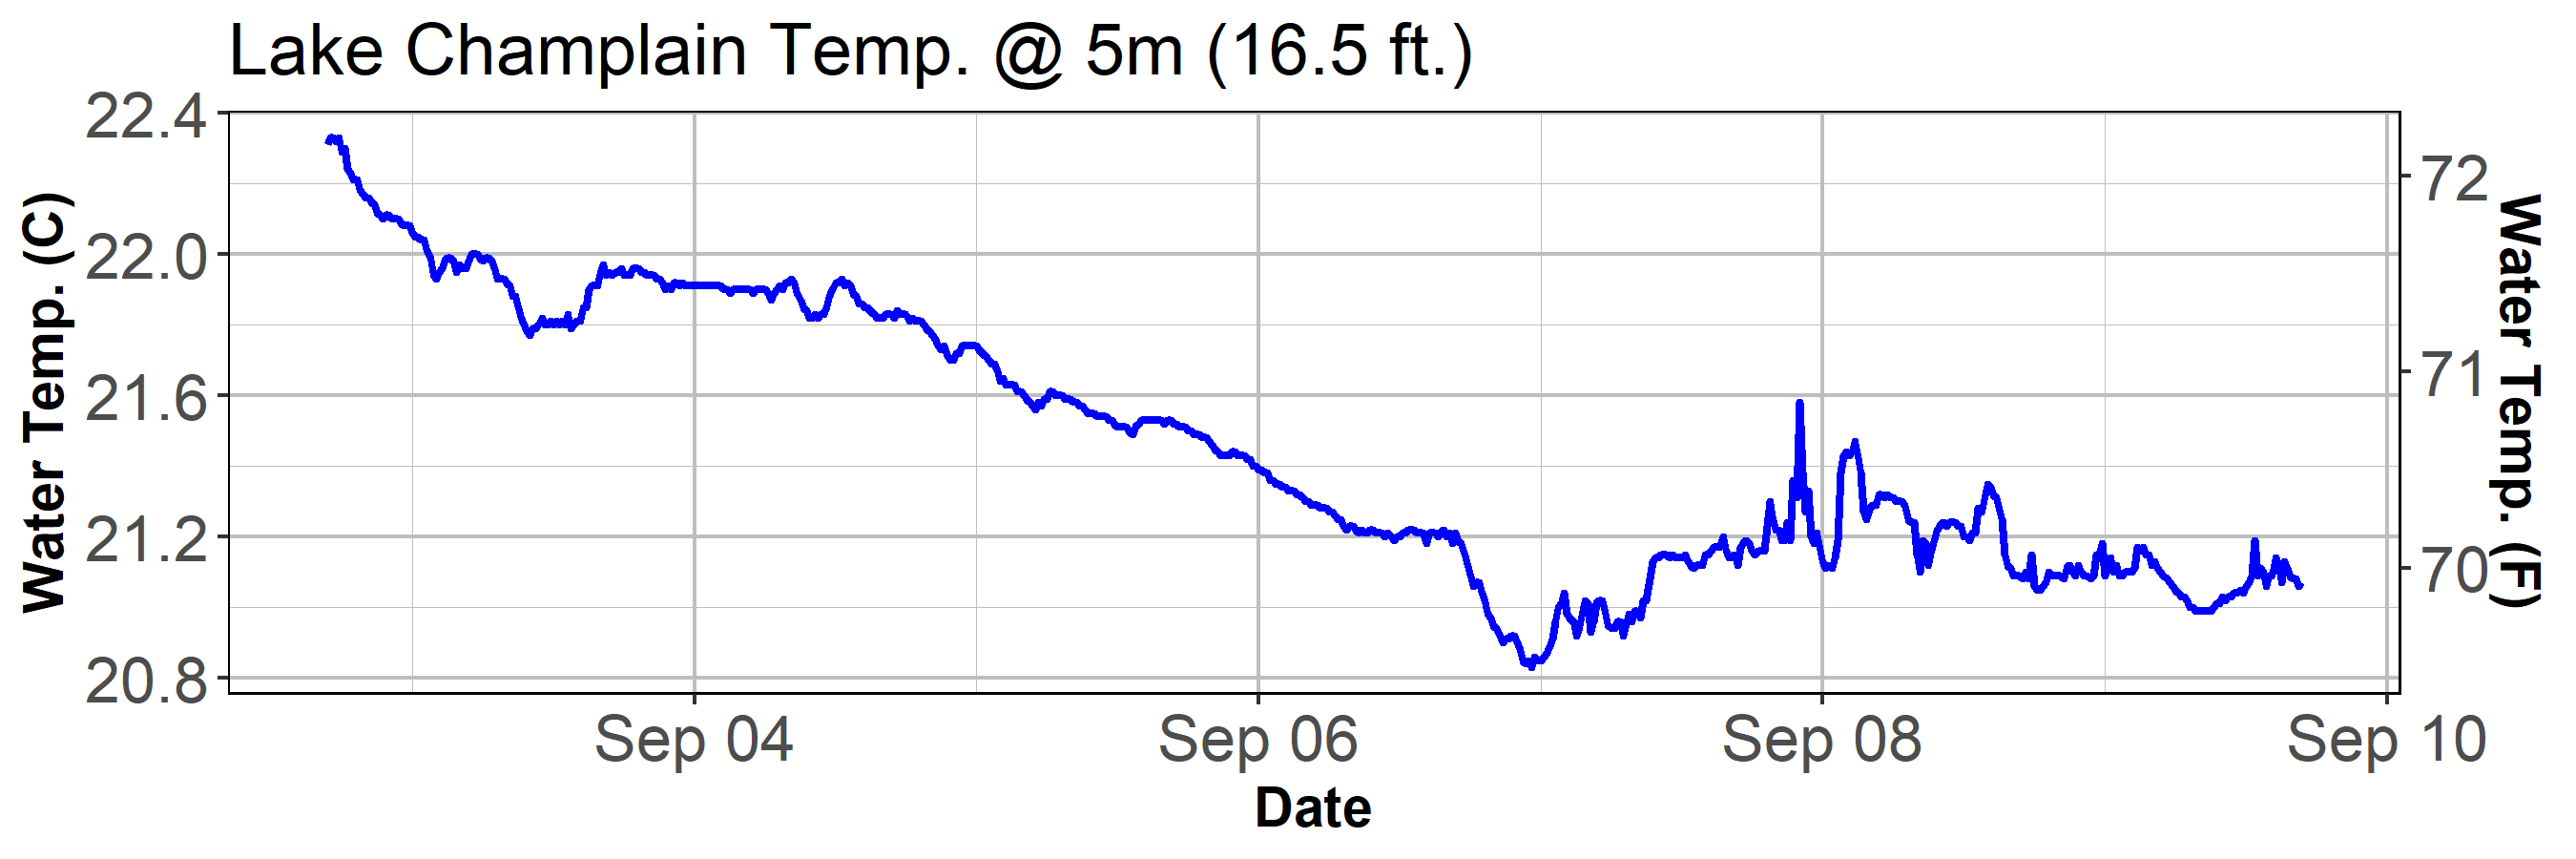 Lake Champlain Temp. @ 5m (16.5 ft.)
Water Temp. (C)
22.4
22.0
21.6
21.2
20.8
72
71
70
Water Temp. (F)
Sep 04
Sep 06
Sep 08
Sep 10
Date